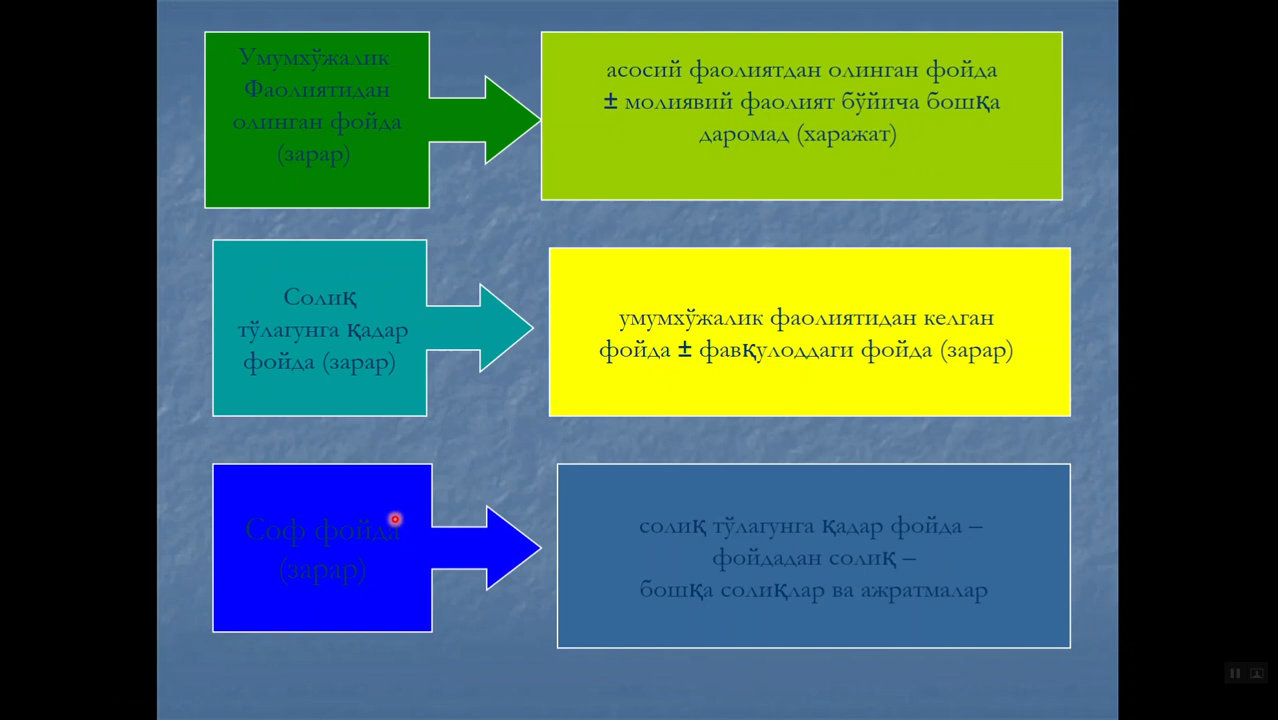 Умумхўжалик
Фаолиятидан
олинган фойда
(зарар)
асосий фаолиятдан олинган фойда
± молиявий фаолият бўйича бошқа
даромад (харажат)
Солиқ
тўлагунга қадар
фойда (зарар)
умумхўжалик фаолиятидан келган
фойда ± фавқулоддаги фойда (зарар)
Соф фойда
(зарар)
солиқ тўлагунга қадар фойда –
фойдадан солиқ –
бошқа солиқлар ва ажратмалар